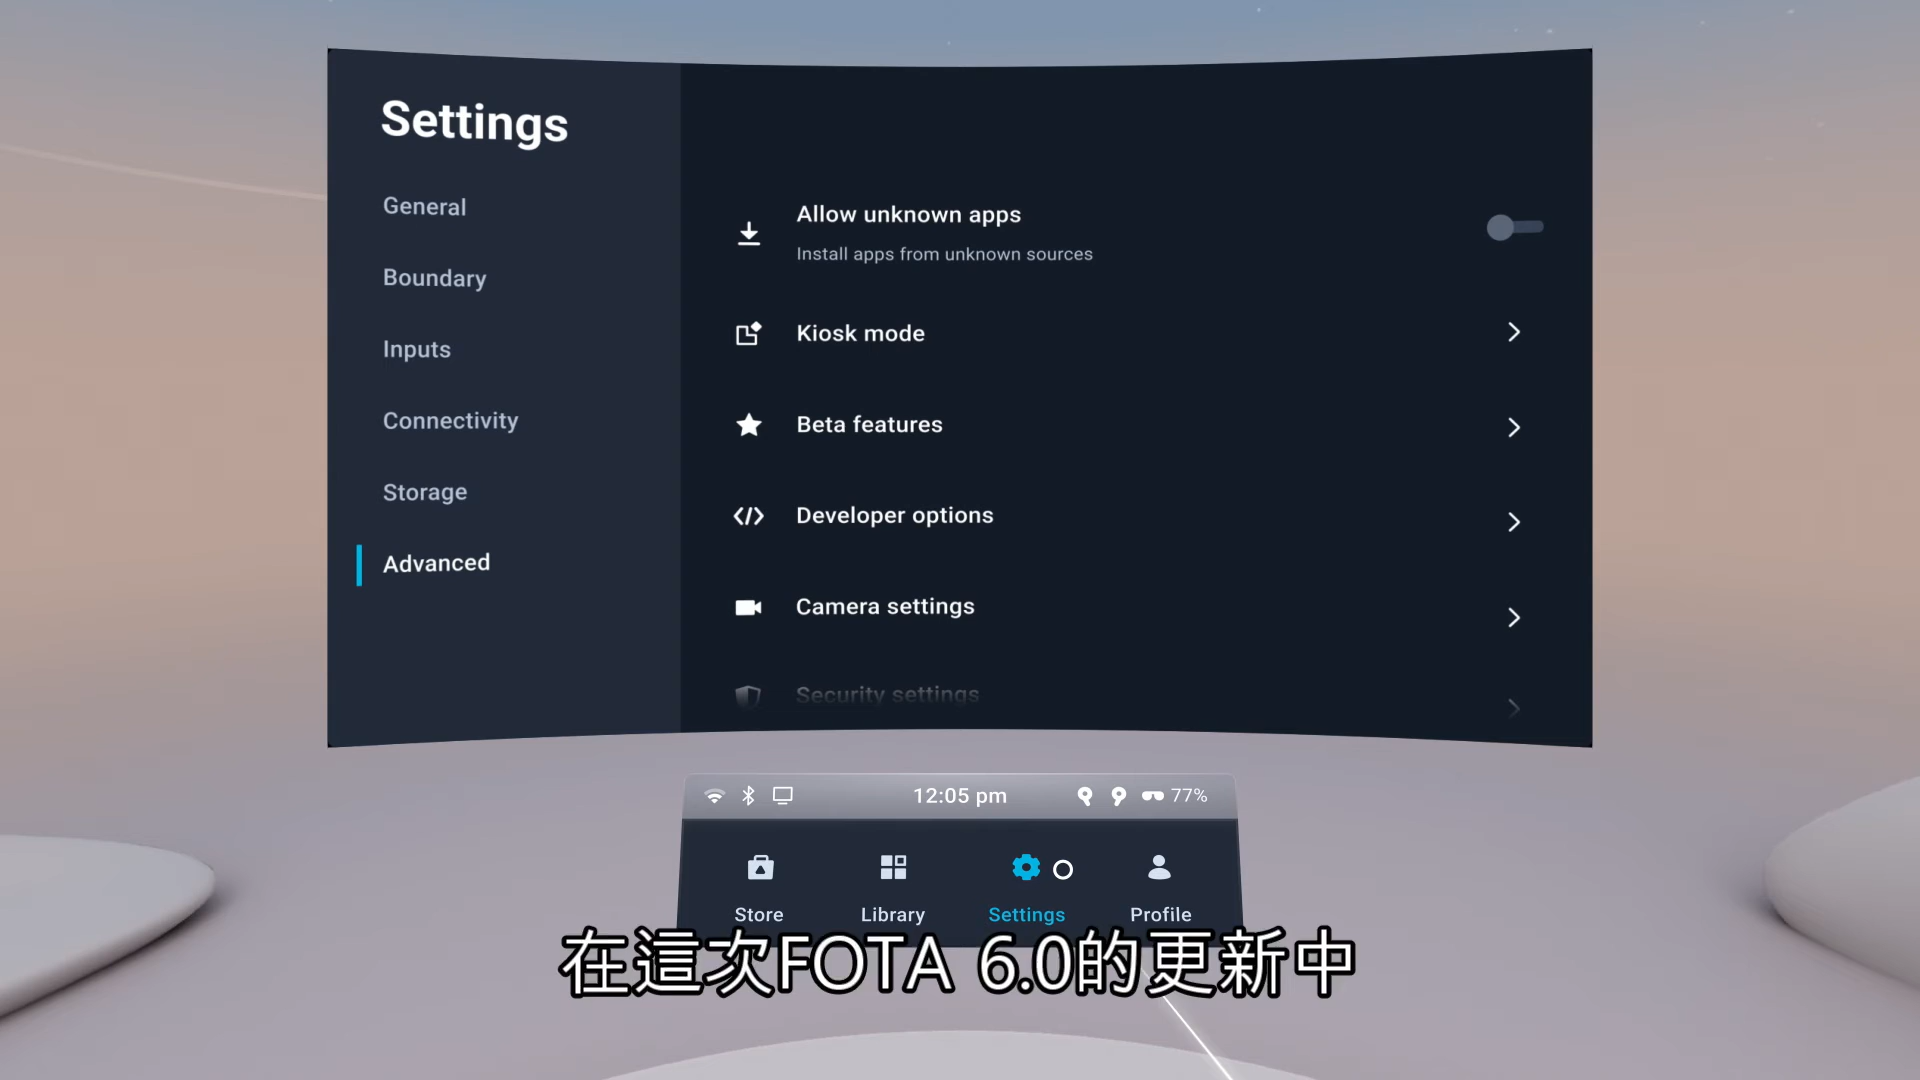 Settings
General
Boundary
Inputs
Connectivity
Storage
Advanced
Allow unknown apps
Install apps from unknown sources
Kiosk mode
Beta features
Developer options
Camera settings
Security settings
12:05 pm
77%
Store
Library
Settings
Profile
在這次FOTA 6.0的更新中